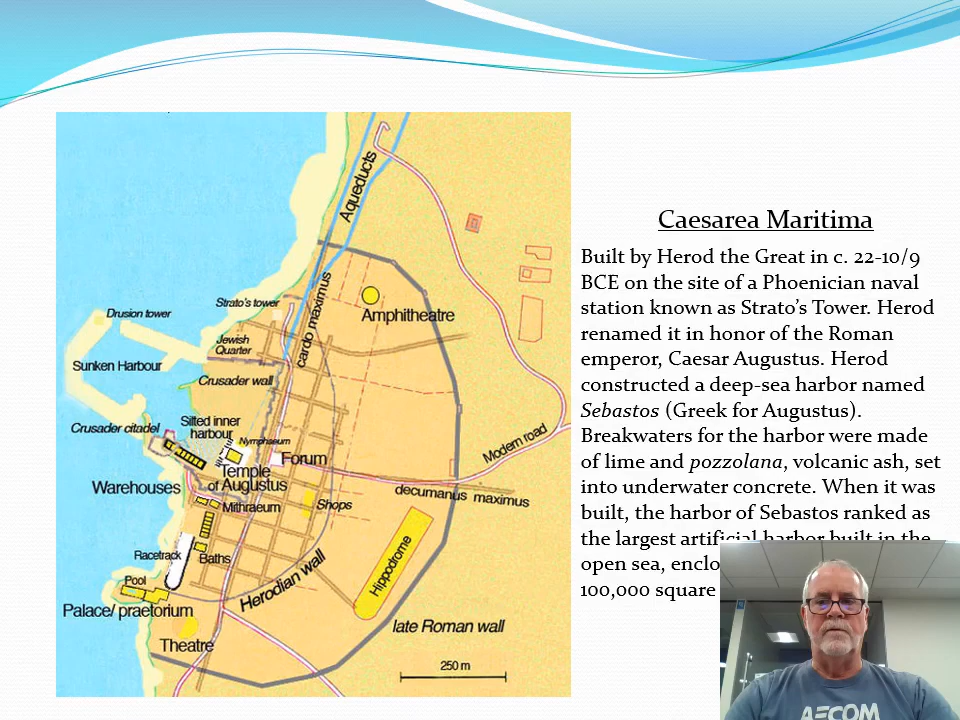 Aqueducts
Strato's tower
cardo maximus
Amphitheatre
Drusion tower
Jewish
Quarter
Sunken Harbour
Crusader wall
Crusader citadel
Silted inner
harbour
Nymphaeum
Forum
Modern road
Temple
of Augustus
Warehouses
decumanus maximus
Mithraeum
Shops
Racetrack
Baths
Hippodrome
Pool
Herodian wall
Palace/ praetorium
late Roman wall
Theatre
250 m
Caesarea Maritima
Built by Herod the Great in c. 22-10/9
BCE on the site of a Phoenician naval
station known as Strato's Tower. Herod
renamed it in honor of the Roman
emperor, Caesar Augustus. Herod
constructed a deep-sea harbor named
Sebastos (Greek for Augustus).
Breakwaters for the harbor were made
of lime and pozzolana, volcanic ash, set
into underwater concrete. When it was
built, the harbor of Sebastos ranked as
the largest artificial harbor built in the
open sea,
100,000 square
AECOM